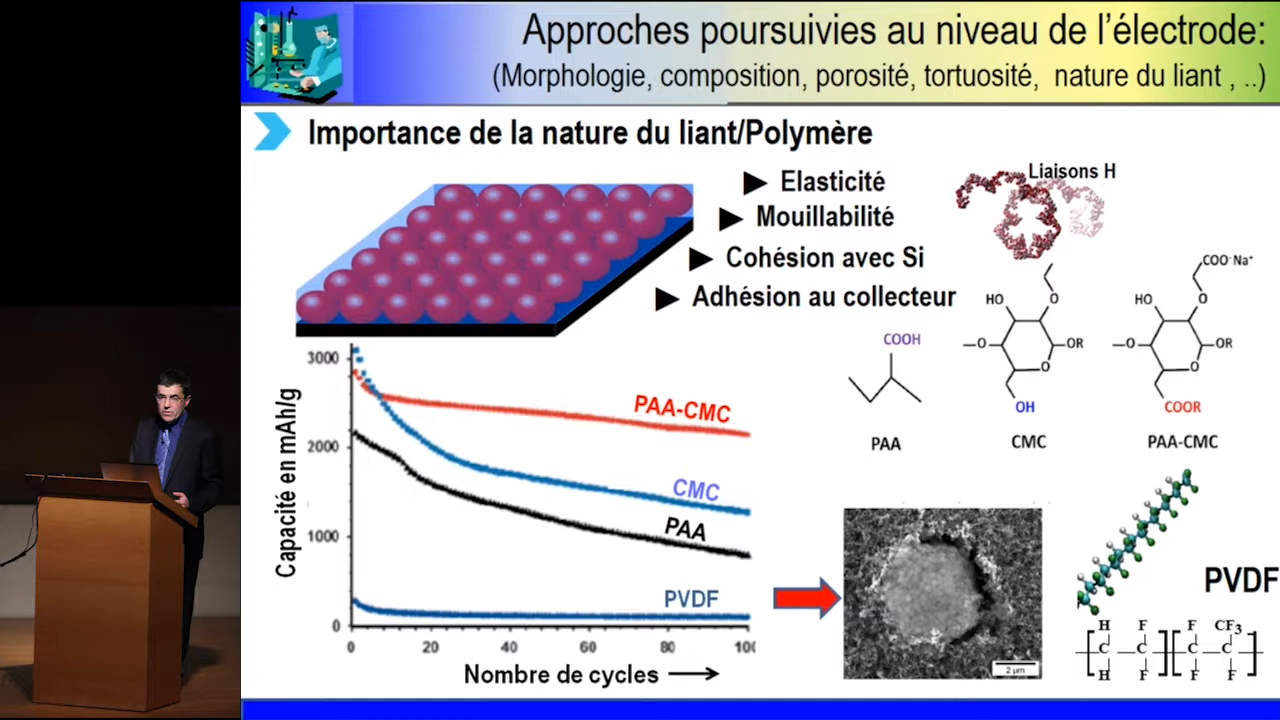 Approches poursuivies au niveau de l'électrode:
(Morphologie, composition, porosité, tortuosité, nature du liant , ..)
Importance de la nature du liant/Polymère
Elasticité
Mouillabilité
Cohésion avec Si
Adhésion au collecteur
Liaisons H
COOH
PAA
HO
O
O
OR
O
OH
CMC
COO⁻ Na⁺
HO
O
O
OR
O
COOR
PAA-CMC
Capacité en mAh/g
3000
2000
1000
0
PAA-CMC
CMC
PAA
PVDF
0
20
40
60
80
100
Nombre de cycles
2 µm
PVDF
H F F CF₃
C C C C
H F F F